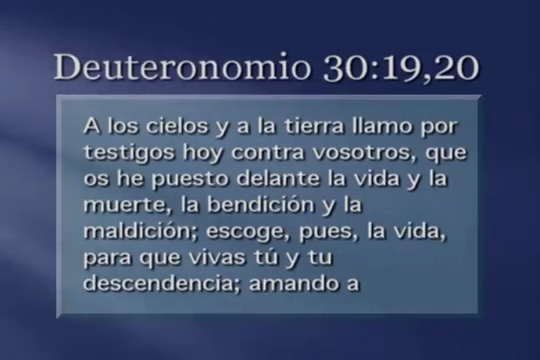 Deuteronomio 30:19,20
A los cielos y a la tierra llamo por
testigos hoy contra vosotros, que
os he puesto delante la vida y la
muerte, la bendición y la
maldición; escoge, pues, la vida,
para que vivas tú y tu
descendencia; amando a